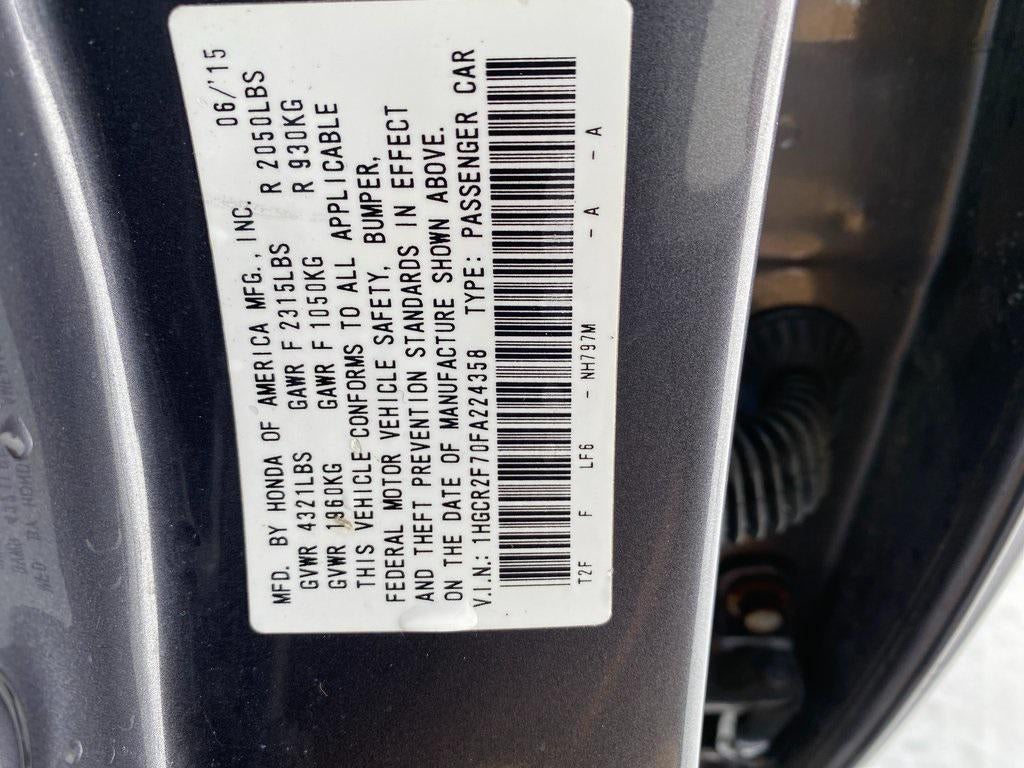 MFD. BY HONDA OF AMERICA MFG., INC. 06/'15
GVWR 4321LBS GAWR F 2315LBS R 2050LBS
GVWR 1960KG GAWR F 1050KG R 930KG
THIS VEHICLE CONFORMS TO ALL APPLICABLE
FEDERAL MOTOR VEHICLE SAFETY, BUMPER,
AND THEFT PREVENTION STANDARDS IN EFFECT
ON THE DATE OF MANUFACTURE SHOWN ABOVE.
V.I.N.: 1HGCR2F70FA224358 TYPE: PASSENGER CAR
T2F F LF6 - NH797M - A - A